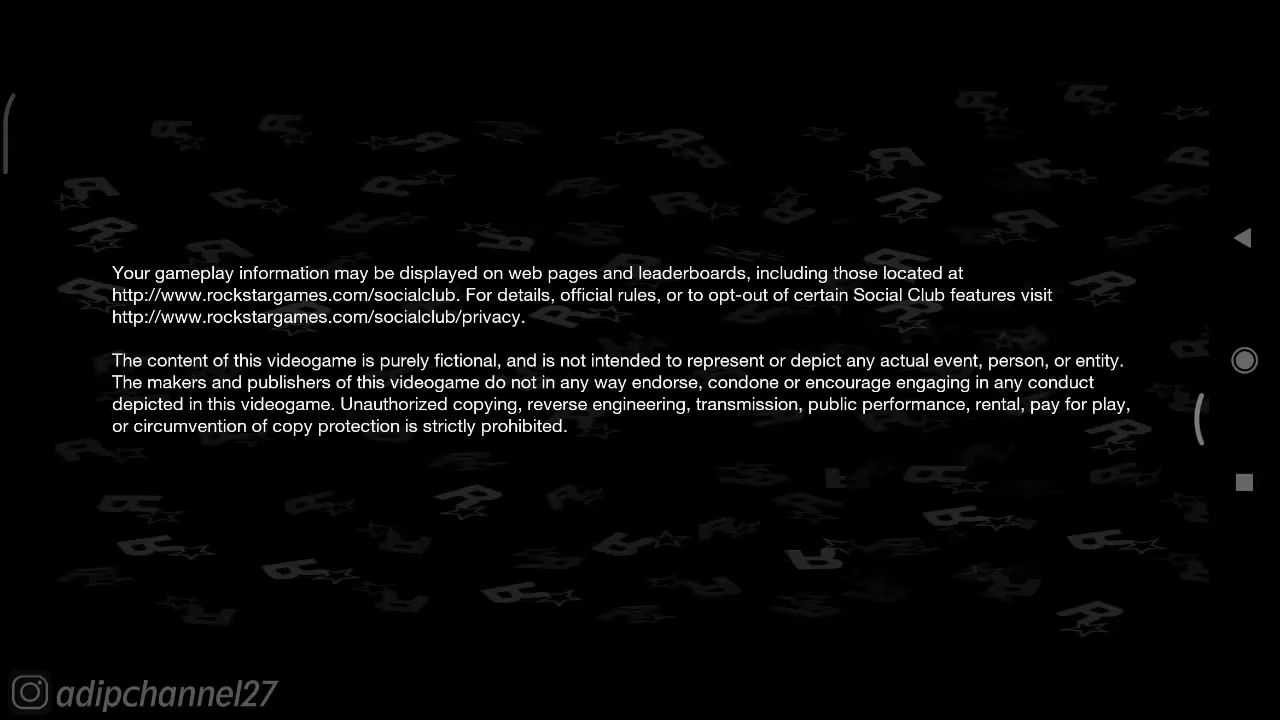 Your gameplay information may be displayed on web pages and leaderboards, including those located at
http://www.rockstargames.com/socialclub. For details, official rules, or to opt-out of certain Social Club features visit
http://www.rockstargames.com/socialclub/privacy.
The content of this videogame is purely fictional, and is not intended to represent or depict any actual event, person, or entity.
The makers and publishers of this videogame do not in any way endorse, condone or encourage engaging in any conduct
depicted in this videogame. Unauthorized copying, reverse engineering, transmission, public performance, rental, pay for play,
or circumvention of copy protection is strictly prohibited.
adipchannel27